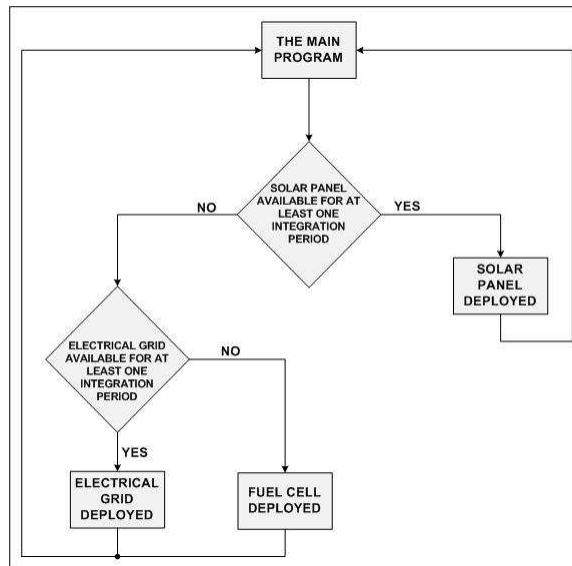 THE MAIN
PROGRAM
SOLAR PANEL
AVAILABLE FOR AT
LEAST ONE
INTEGRATION
PERIOD
NO
YES
SOLAR
PANEL
DEPLOYED
ELECTRICAL GRID
AVAILABLE FOR AT
LEAST ONE
INTEGRATION
PERIOD
NO
YES
ELECTRICAL
GRID
DEPLOYED
FUEL CELL
DEPLOYED